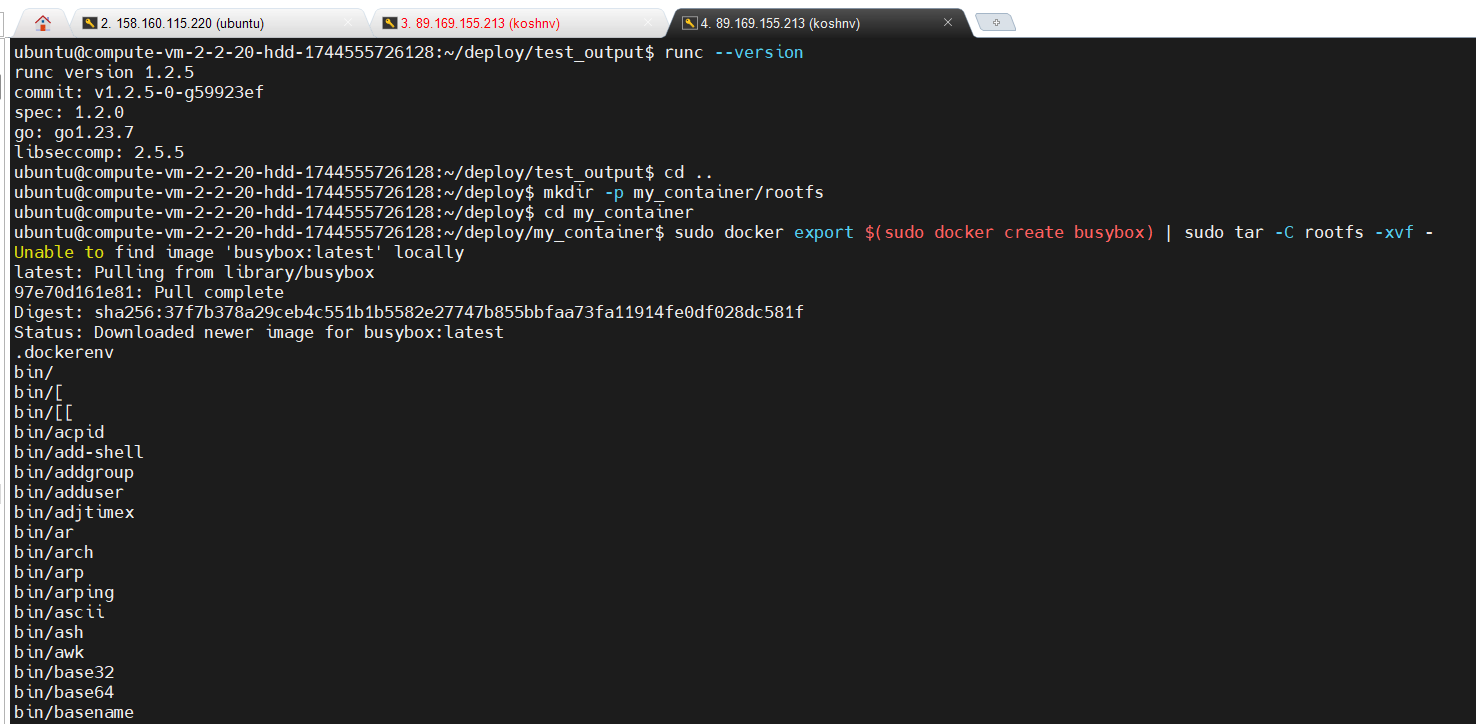 2. 158.160.115.220 (ubuntu)
3. 89.169.155.213 (koshnv)
4. 89.169.155.213 (koshnv)
ubuntu@compute-vm-2-2-20-hdd-1744555726128:~/deploy/test_output$ runc --version
runc version 1.2.5
commit: v1.2.5-0-g59923ef
spec: 1.2.0
go: go1.23.7
libseccomp: 2.5.5
ubuntu@compute-vm-2-2-20-hdd-1744555726128:~/deploy/test_output$ cd ..
ubuntu@compute-vm-2-2-20-hdd-1744555726128:~/deploy$ mkdir -p my_container/rootfs
ubuntu@compute-vm-2-2-20-hdd-1744555726128:~/deploy$ cd my_container
ubuntu@compute-vm-2-2-20-hdd-1744555726128:~/deploy/my_container$ sudo docker export $(sudo docker create busybox) | sudo tar -C rootfs -xvf -
Unable to find image 'busybox:latest' locally
latest: Pulling from library/busybox
97e70d161e81: Pull complete
Digest: sha256:37f7b378a29ceb4c551b1b5582e27747b855bbfaa73fa11914fe0df028dc581f
Status: Downloaded newer image for busybox:latest
.dockerenv
bin/
bin/[
bin/[[
bin/acpid
bin/add-shell
bin/addgroup
bin/adduser
bin/adjtimex
bin/ar
bin/arch
bin/arp
bin/arping
bin/ascii
bin/ash
bin/awk
bin/base32
bin/base64
bin/basename